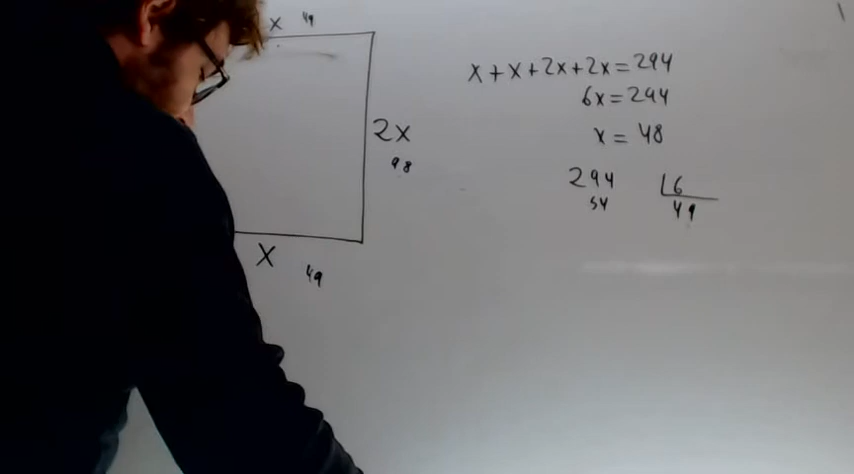 x 49
x + x + 2x + 2x = 294
6x = 294
2x
x = 48
98
294 6
54 49
x 49